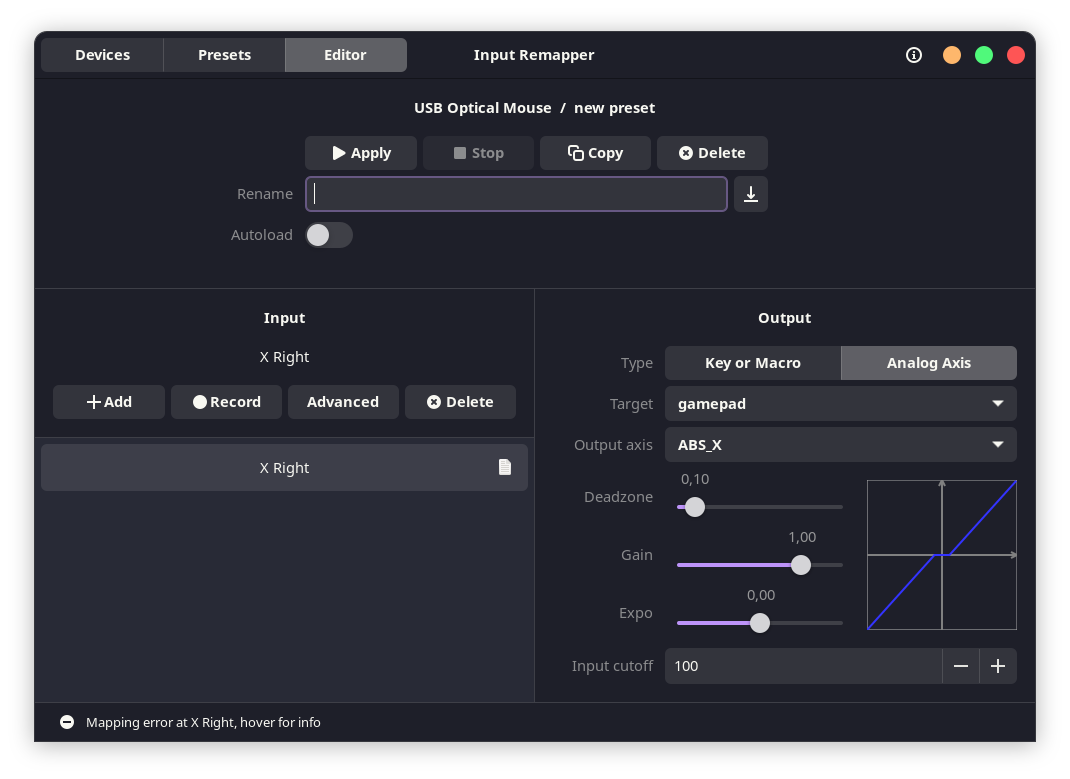 Devices Presets Editor Input Remapper
USB Optical Mouse / new preset
Apply Stop Copy Delete
Rename
Autoload
Input
X Right
Add Record Advanced Delete
X Right
Output
Type Key or Macro Analog Axis
Target gamepad
Output axis ABS_X
0,10
Deadzone
1,00
Gain
0,00
Expo
Input cutoff 100
Mapping error at X Right, hover for info